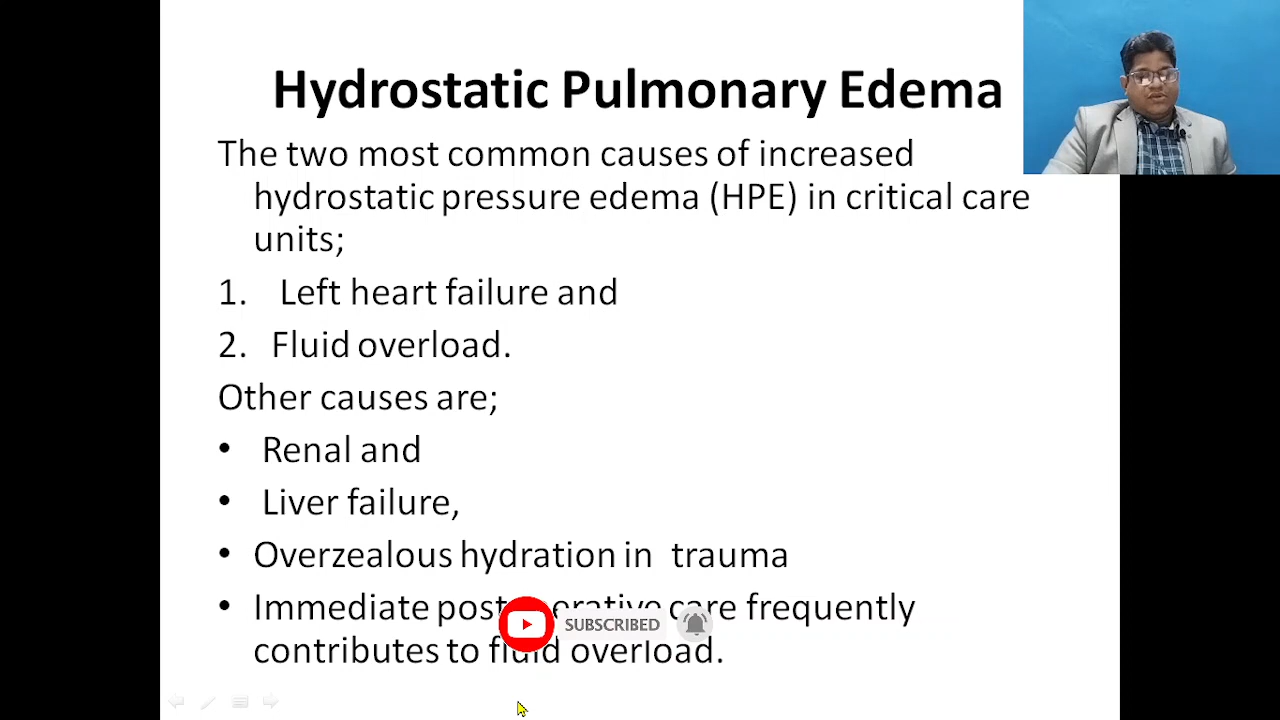 Hydrostatic Pulmonary Edema
The two most common causes of increased
hydrostatic pressure edema (HPE) in critical care
units;
1. Left heart failure and
2. Fluid overload.
Other causes are;
• Renal and
• Liver failure,
• Overzealous hydration in trauma
• Immediate care frequently
SUBSCRIBED
contributes to fluid overload.